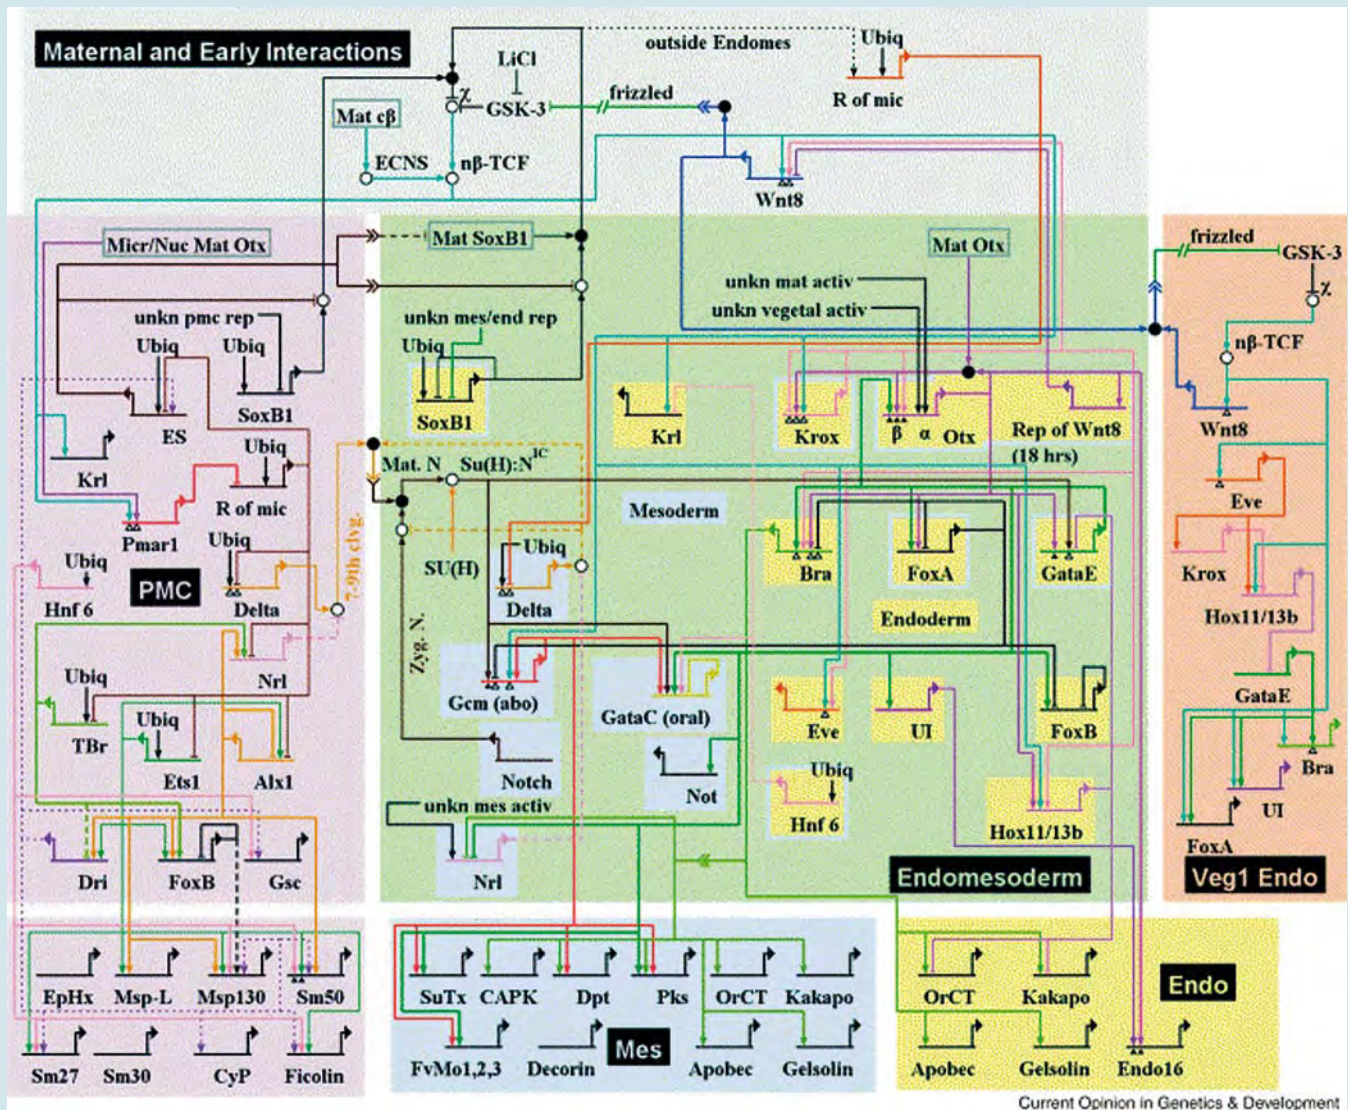 Maternal and Early Interactions
outside Endomes
Ubiq
R of mic
LiCl
χ
GSK-3
frizzled
Mat cβ
ECNS
nβ-TCF
Wnt8
Micr/Nuc Mat Otx
Mat SoxB1
Mat Otx
frizzled
GSK-3
χ
nβ-TCF
Wnt8
unkn mat activ
unkn vegetal activ
unkn pmc rep
Ubiq
Ubiq
SoxB1
ES
unkn mes/end rep
Ubiq
SoxB1
Krl
Krox
β α Otx
Rep of Wnt8
(18 hrs)
Krl
Ubiq
R of mic
Pmar1
Mat. N
Su(H):N
IC
SU(H)
7-9th clvg.
Zyg. N.
Mesoderm
Ubiq
Delta
Bra
FoxA
GataE
Endoderm
Eve
Krox
Hox11/13b
GataE
Bra
UI
FoxA
Veg1 Endo
Ubiq
Hnf 6
PMC
Ubiq
Delta
Nrl
Ubiq
TBr
Ubiq
Ets1
Alx1
Dri
FoxB
Gsc
Gcm (abo)
GataC (oral)
Eve
UI
FoxB
Notch
Not
Ubiq
Hnf 6
Hox11/13b
unkn mes activ
Nrl
Endomesoderm
EpHx
Msp-L
Msp130
Sm50
Sm27
Sm30
CyP
Ficolin
SuTx
CAPK
Dpt
Pks
OrCT
Kakapo
FvMo1,2,3
Decorin
Mes
Apobec
Gelsolin
OrCT
Kakapo
Endo
Apobec
Gelsolin
Endo16
Current Opinion in Genetics & Development